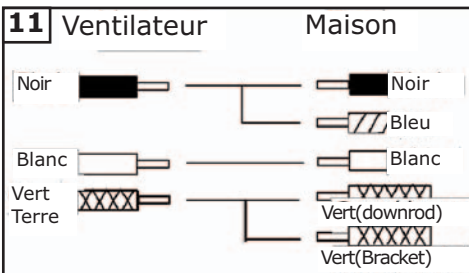 11 Ventilateur Maison
Noir Noir
Bleu
Blanc Blanc
Vert
Terre
Vert(downrod)
Vert(Bracket)